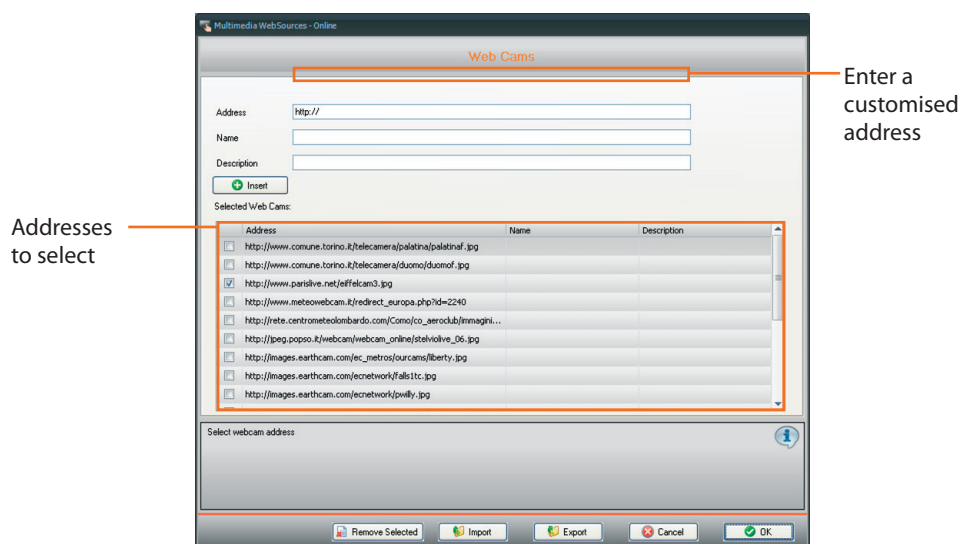 Multimedia WebSources - Online
Web Cams
Enter a
customised
address
Address
http://
Name
Description
Insert
Selected Web Cams:
Addresses
to select
Address Name Description
http://www.comune.torino.it/telecamera/palatina/palatinaf.jpg
http://www.comune.torino.it/telecamera/duomo/duomof.jpg
http://www.parislive.net/eiffelcam3.jpg
http://www.meteowebcam.it/redirect_europa.php?id=2240
http://rete.centrometeolombardo.com/Como/co_aeroclub/immagini...
http://jpeg.popso.it/webcam/webcam_online/stelviolive_06.jpg
http://images.earthcam.com/ec_metros/ourcams/liberty.jpg
http://images.earthcam.com/ecnetwork/falls1tc.jpg
http://images.earthcam.com/ecnetwork/pwilly.jpg
Select webcam address
Remove Selected Import Export Cancel OK